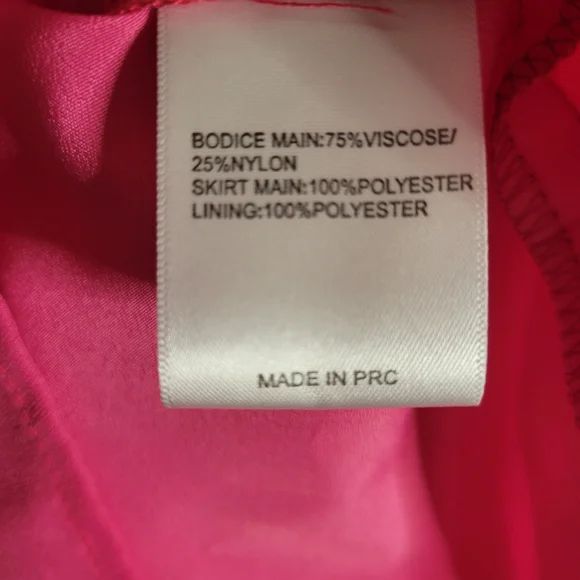 BODICE MAIN:75%VISCOSE/
25%NYLON
SKIRT MAIN:100%POLYESTER
LINING:100%POLYESTER
MADE IN PRC